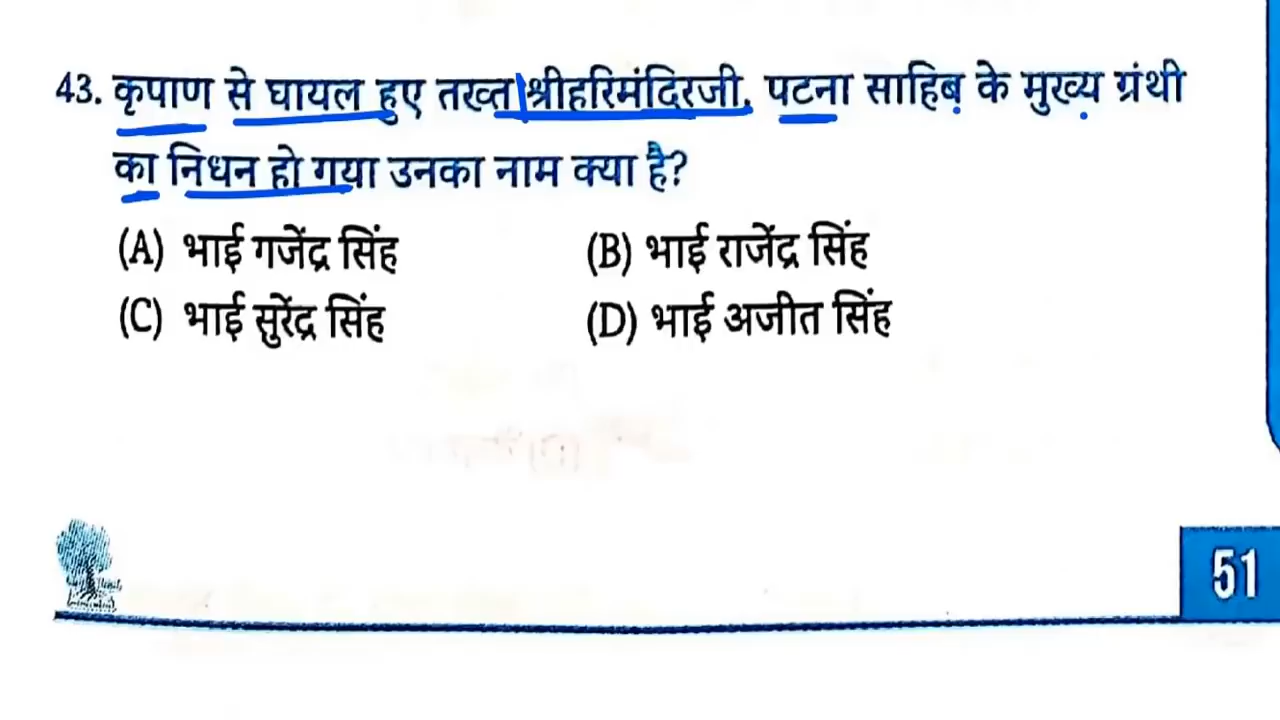 43. कृपाण से घायल हुए तख्त श्रीहरिमंदिरजी. पटना साहिब के मुख्य ग्रंथी
का निधन हो गया उनका नाम क्या है?
(A) भाई गजेंद्र सिंह (B) भाई राजेंद्र सिंह
(C) भाई सुरेंद्र सिंह (D) भाई अजीत सिंह
51